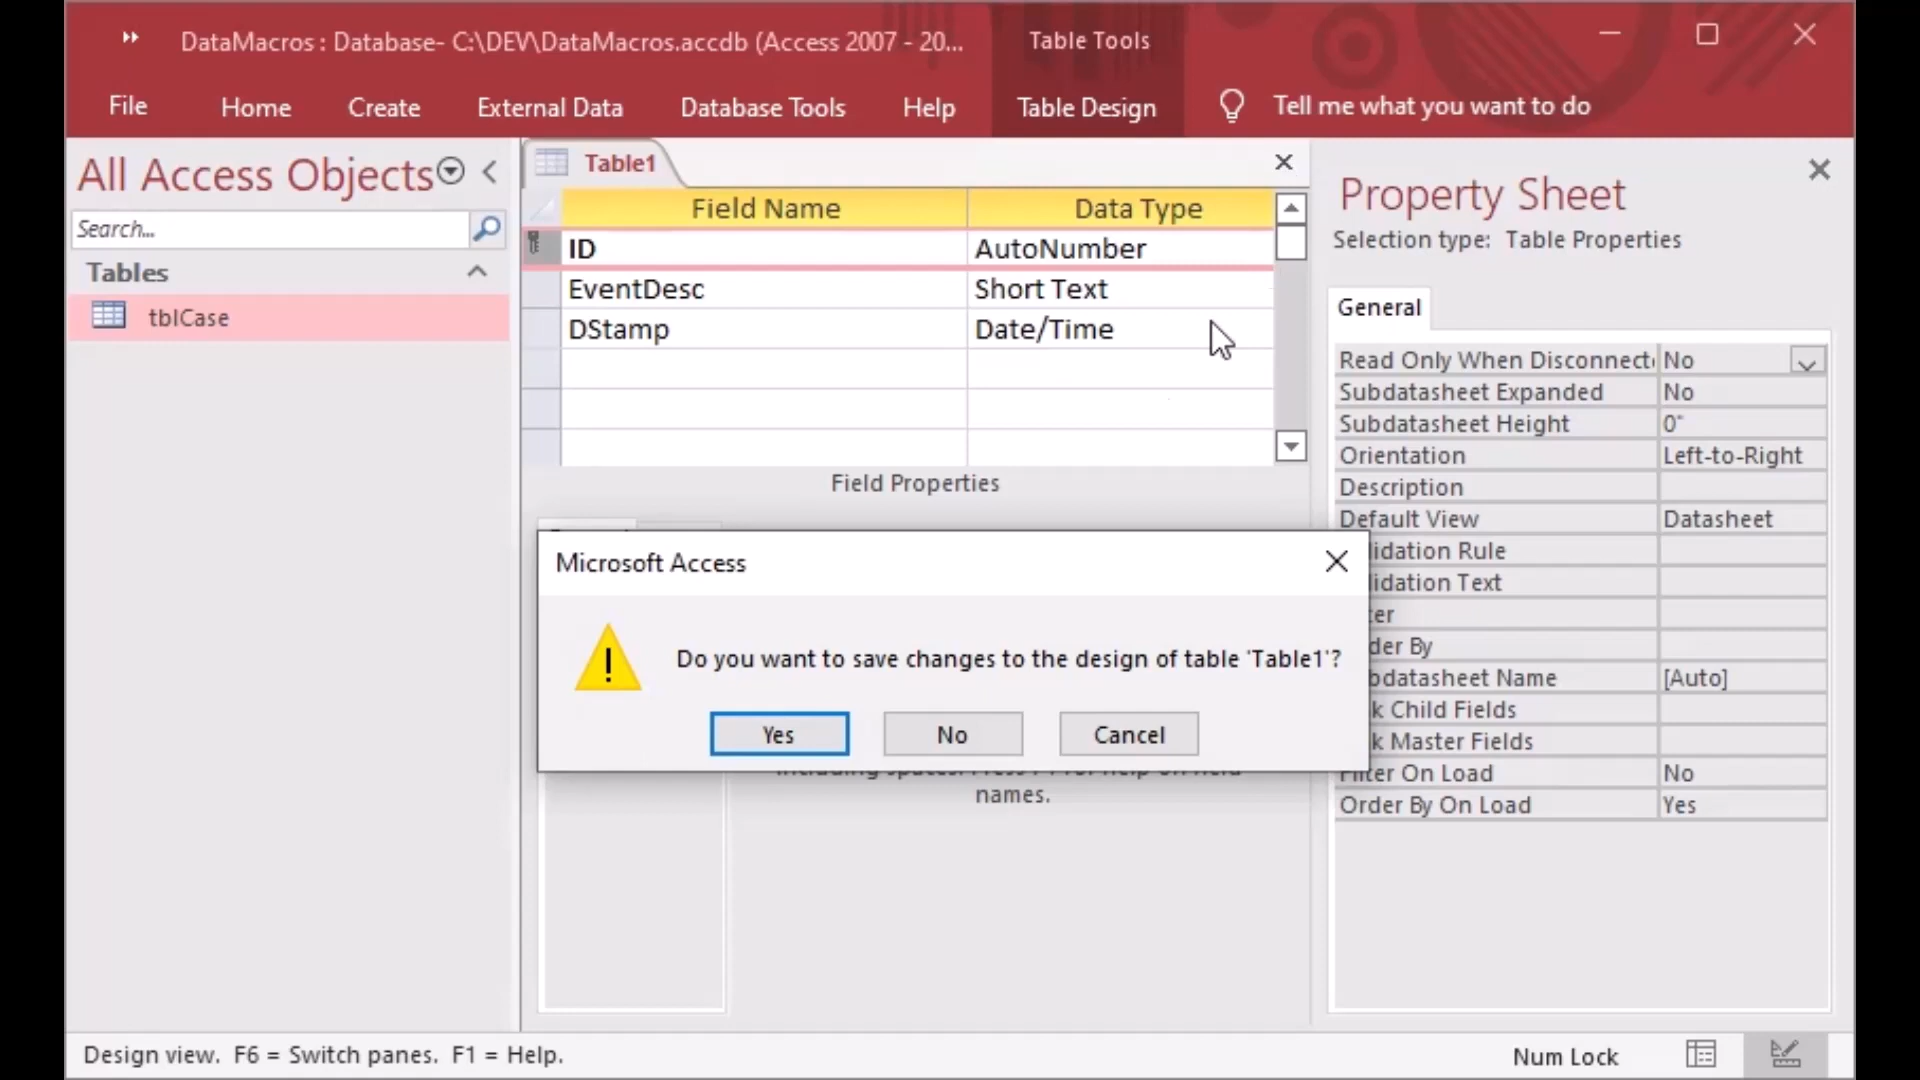 DataMacros : Database- C:\DEV\DataMacros.accdb (Access 2007 - 20...
Table Tools
File
Home
Create
External Data
Database Tools
Help
Table Design
Tell me what you want to do
All Access Objects
Search...
Tables
tblCase
Table1
Field Name
Data Type
ID
AutoNumber
EventDesc
Short Text
DStamp
Date/Time
Field Properties
Microsoft Access
Do you want to save changes to the design of table 'Table1'?
Yes
No
Cancel
names.
Property Sheet
Selection type: Table Properties
General
Read Only When Disconnect
No
Subdatasheet Expanded
No
Subdatasheet Height
0"
Orientation
Left-to-Right
Description
Default View
Datasheet
lidation Rule
lidation Text
ter
der By
bdatasheet Name
[Auto]
k Child Fields
k Master Fields
Filter On Load
No
Order By On Load
Yes
Design view. F6 = Switch panes. F1 = Help.
Num Lock